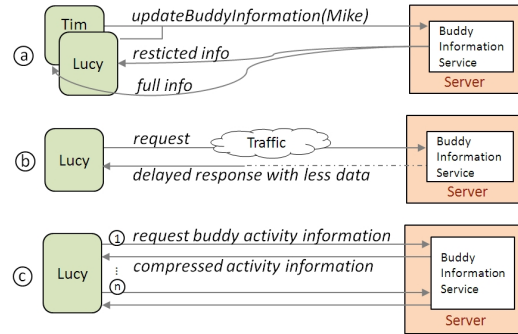 Tim
updateBuddyInformation(Mike)
Buddy
Information
Service
Server
a
Lucy
resticted info
full info
b
Lucy
request
Traffic
delayed response with less data
Buddy
Information
Service
Server
c
Lucy
1
request buddy activity information
compressed activity information
n
Buddy
Information
Service
Server